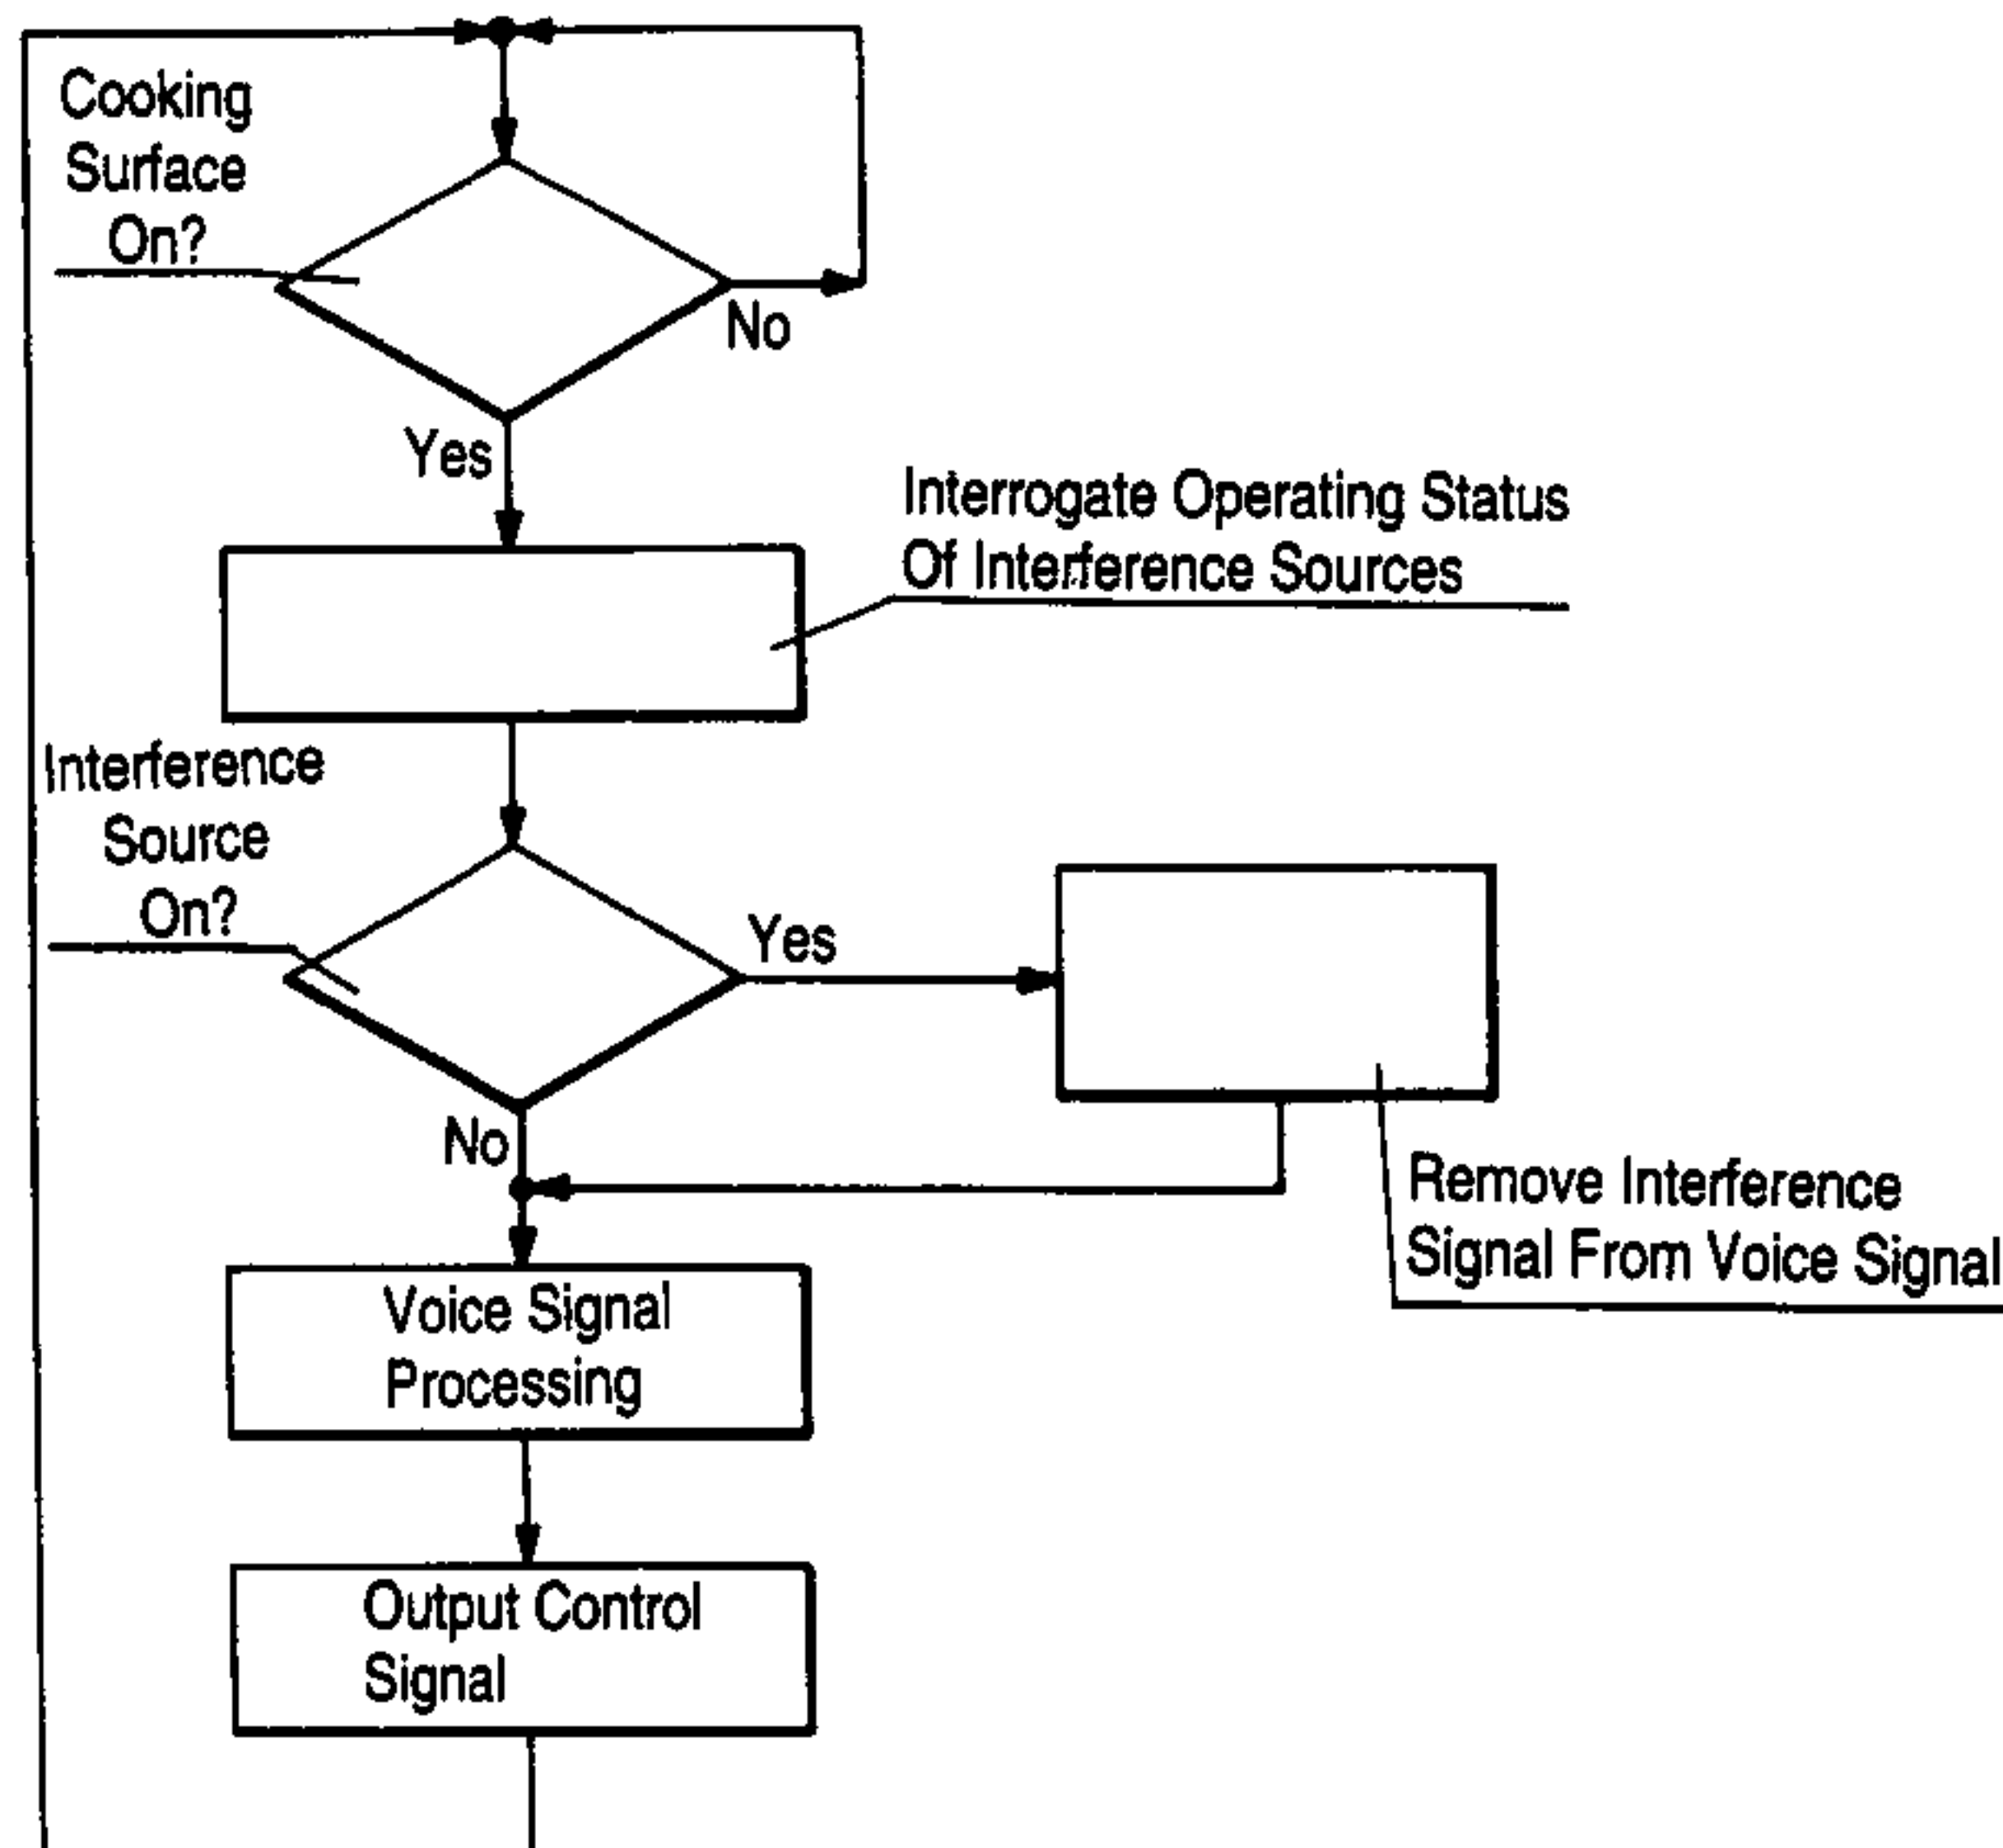 Cooking
Surface
On?
No
Yes
Interrogate Operating Status
Of Interference Sources
Interference
Source
On?
Yes
No
Remove Interference
Signal From Voice Signal
Voice Signal
Processing
Output Control
Signal